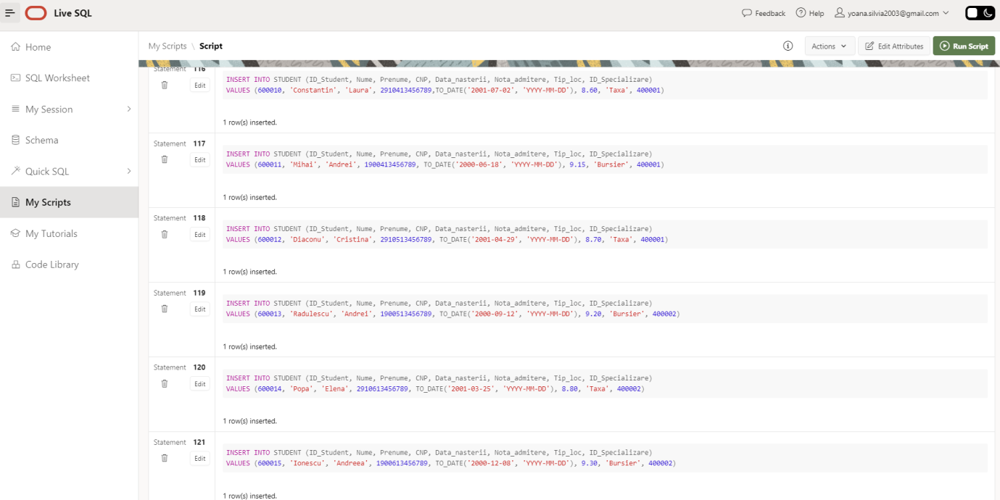 Live SQL
Feedback
Help
yoana.silvia2003@gmail.com
Home
SQL Worksheet
My Session
Schema
Quick SQL
My Scripts
My Tutorials
Code Library
My Scripts \ Script
Actions
Edit Attributes
Run Script
Statement 116
Edit
INSERT INTO STUDENT (ID_Student, Nume, Prenume, CNP, Data_nasterii, Nota_admitere, Tip_loc, ID_Specializare)
VALUES (600010, 'Constantin', 'Laura', 2910413456789,TO_DATE('2001-07-02', 'YYYY-MM-DD'), 8.60, 'Taxa', 400001)
1 row(s) inserted.
Statement 117
Edit
INSERT INTO STUDENT (ID_Student, Nume, Prenume, CNP, Data_nasterii, Nota_admitere, Tip_loc, ID_Specializare)
VALUES (600011, 'Mihai', 'Andrei', 1900413456789, TO_DATE('2000-06-18', 'YYYY-MM-DD'), 9.15, 'Bursier', 400001)
1 row(s) inserted.
Statement 118
Edit
INSERT INTO STUDENT (ID_Student, Nume, Prenume, CNP, Data_nasterii, Nota_admitere, Tip_loc, ID_Specializare)
VALUES (600012, 'Diaconu', 'Cristina', 2910513456789, TO_DATE('2001-04-29', 'YYYY-MM-DD'), 8.70, 'Taxa', 400001)
1 row(s) inserted.
Statement 119
Edit
INSERT INTO STUDENT (ID_Student, Nume, Prenume, CNP, Data_nasterii, Nota_admitere, Tip_loc, ID_Specializare)
VALUES (600013, 'Radulescu', 'Andrei', 1900513456789, TO_DATE('2000-09-12', 'YYYY-MM-DD'), 9.20, 'Bursier', 400002)
1 row(s) inserted.
Statement 120
Edit
INSERT INTO STUDENT (ID_Student, Nume, Prenume, CNP, Data_nasterii, Nota_admitere, Tip_loc, ID_Specializare)
VALUES (600014, 'Popa', 'Elena', 2910613456789, TO_DATE('2001-03-25', 'YYYY-MM-DD'), 8.80, 'Taxa', 400002)
1 row(s) inserted.
Statement 121
Edit
INSERT INTO STUDENT (ID_Student, Nume, Prenume, CNP, Data_nasterii, Nota_admitere, Tip_loc, ID_Specializare)
VALUES (600015, 'Ionescu', 'Andreea', 1900613456789, TO_DATE('2000-12-08', 'YYYY-MM-DD'), 9.30, 'Bursier', 400002)
1 row(s) inserted.